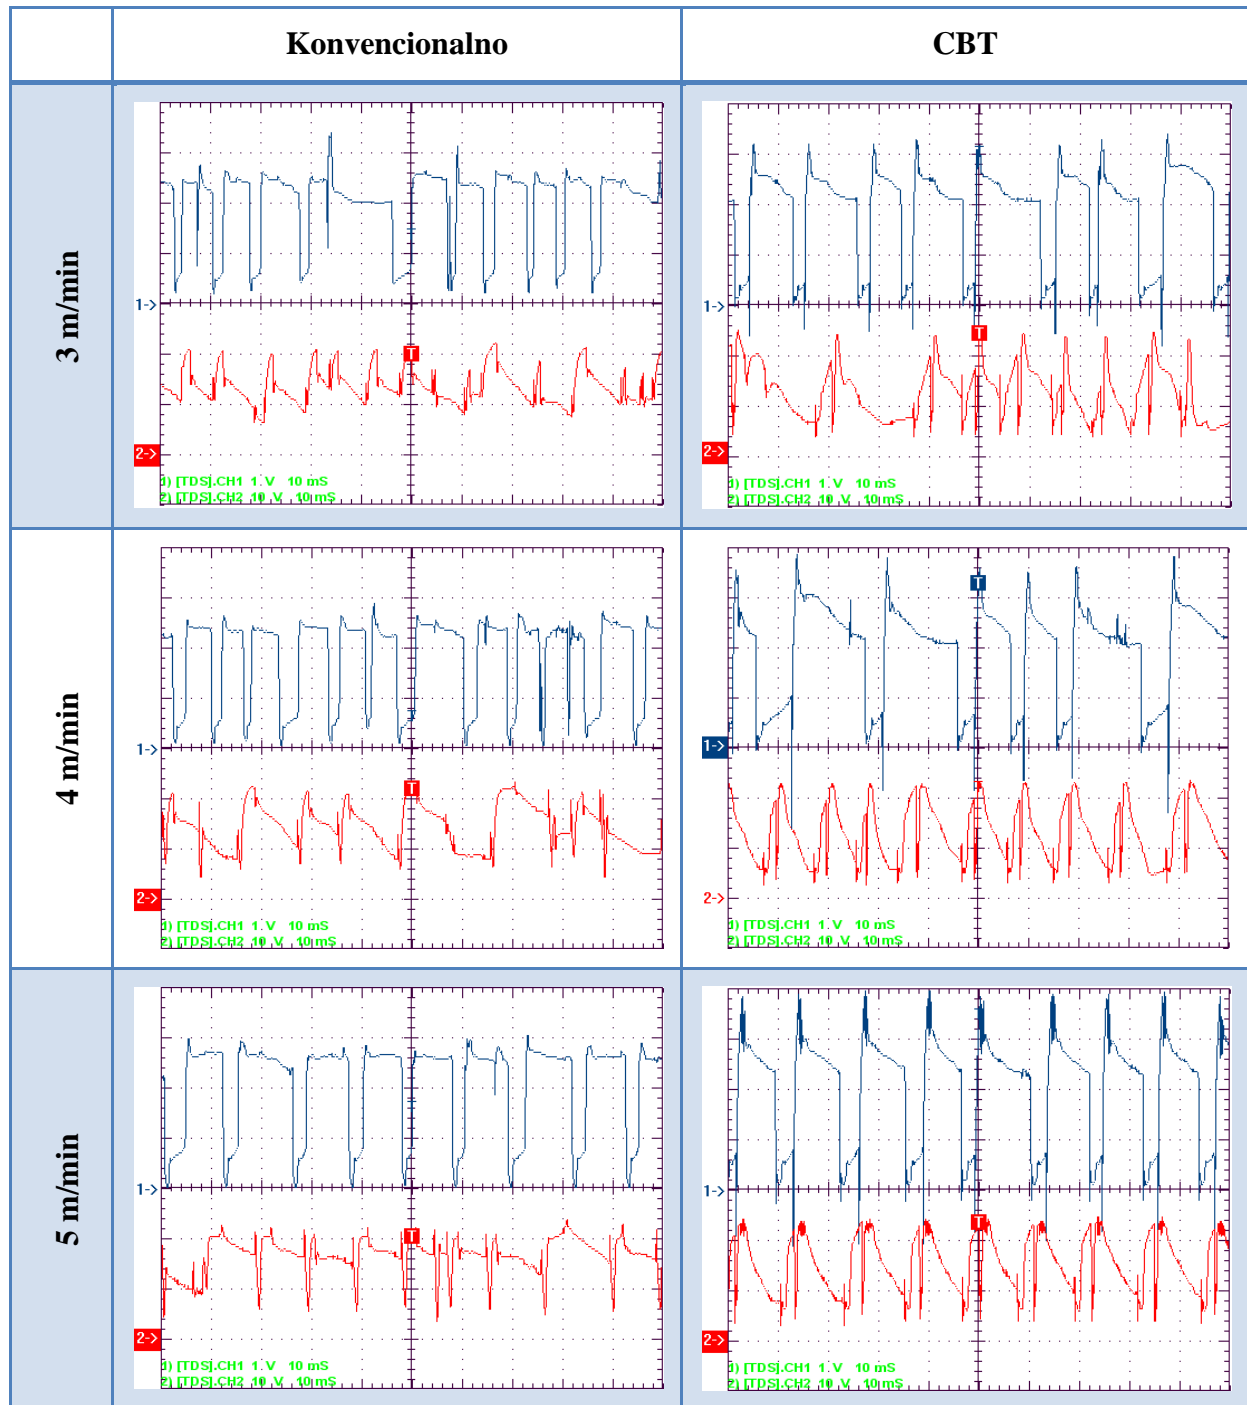 Konvencionalno
CBT
3 m/min
1->
2->
1) [TDS].CH1 1. V 10 mS
2) [TDS].CH2 10 V 10 mS
T
1->
2->
1) [TDS].CH1 1. V 10 mS
2) [TDS].CH2 10 V 10 mS
T
4 m/min
1->
2->
1) [TDS].CH1 1. V 10 mS
2) [TDS].CH2 10 V 10 mS
T
1->
2->
1) [TDS].CH1 1. V 10 mS
2) [TDS].CH2 10 V 10 mS
T
5 m/min
1->
2->
1) [TDS].CH1 1. V 10 mS
2) [TDS].CH2 10 V 10 mS
T
1->
2->
1) [TDS].CH1 1. V 10 mS
2) [TDS].CH2 10 V 10 mS
T